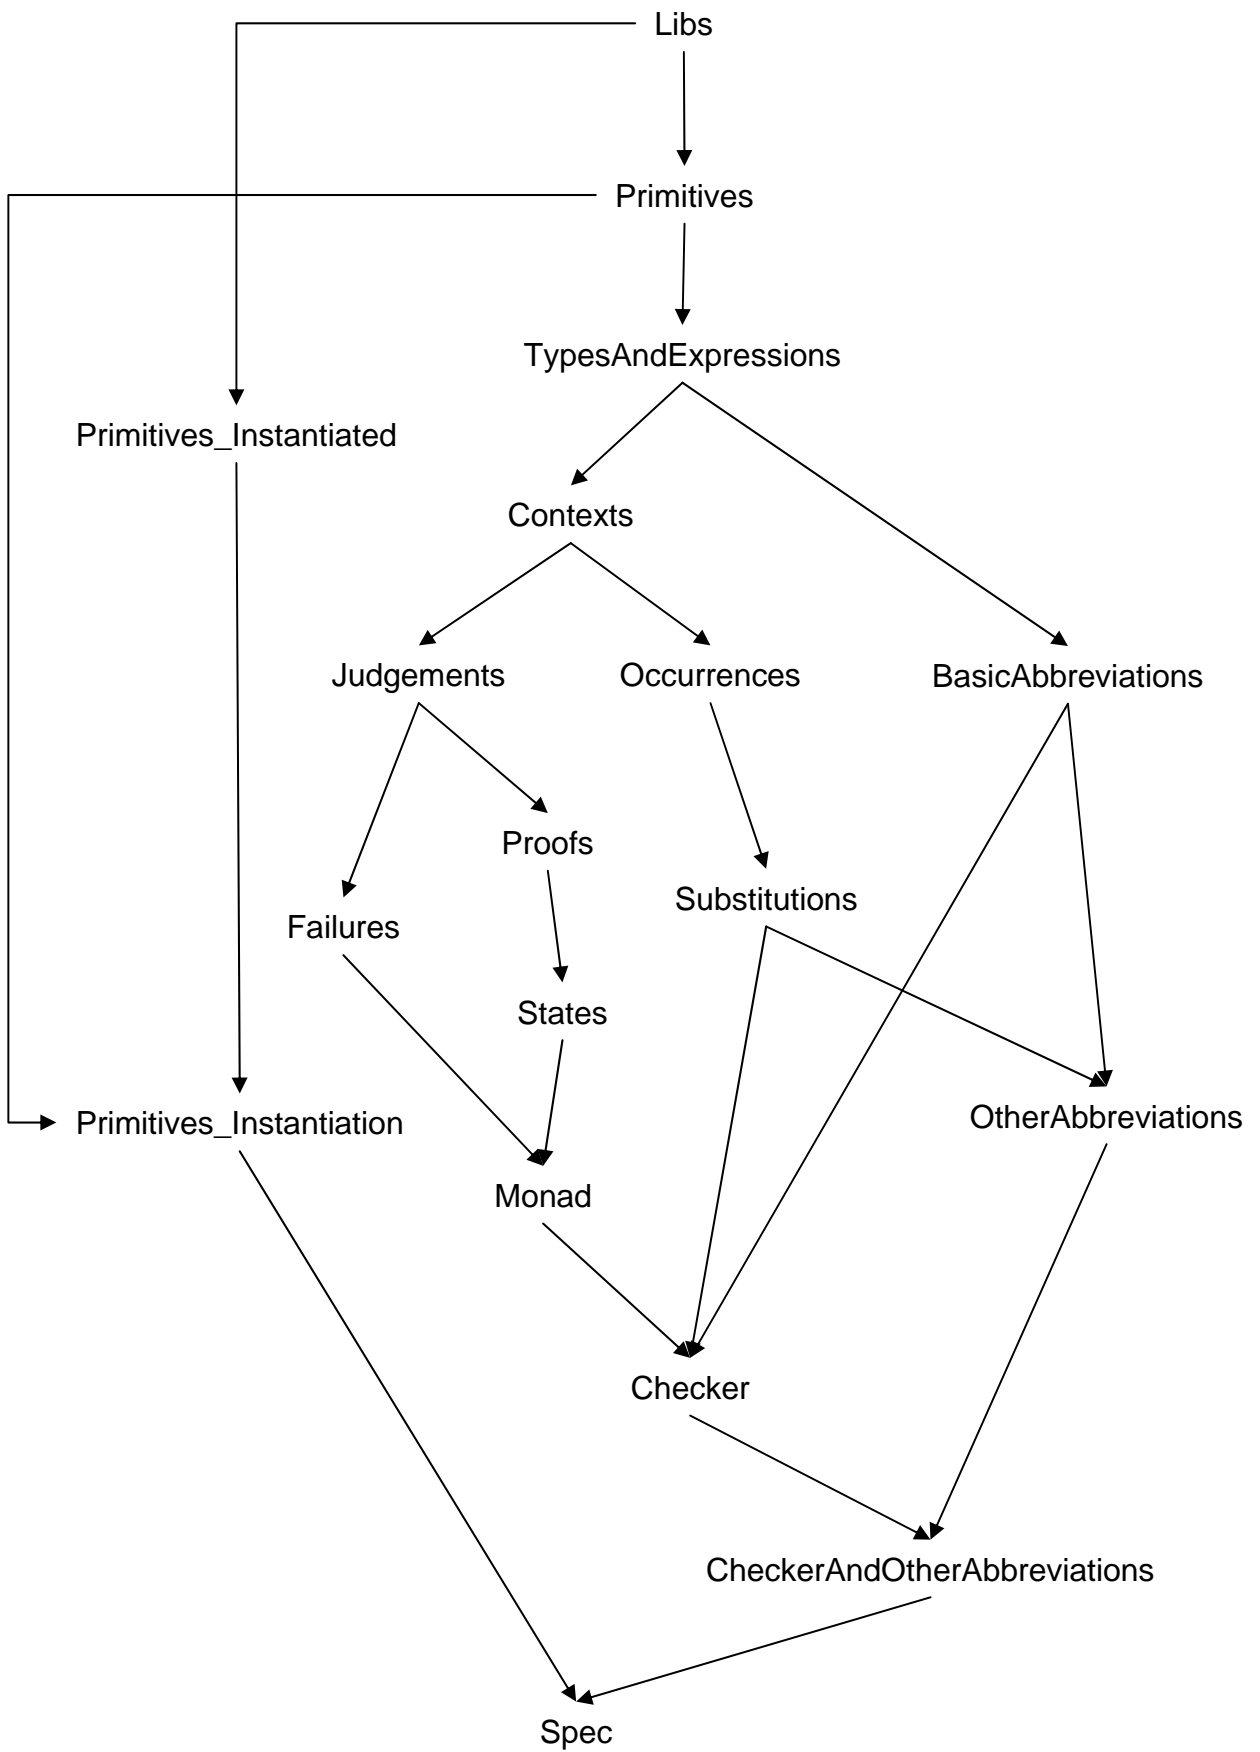 Libs
Primitives
TypesAndExpressions
Primitives_Instantiated
Contexts
Judgements
Occurrences
BasicAbbreviations
Proofs
Substitutions
Failures
States
Primitives_Instantiation
OtherAbbreviations
Monad
Checker
CheckerAndOtherAbbreviations
Spec